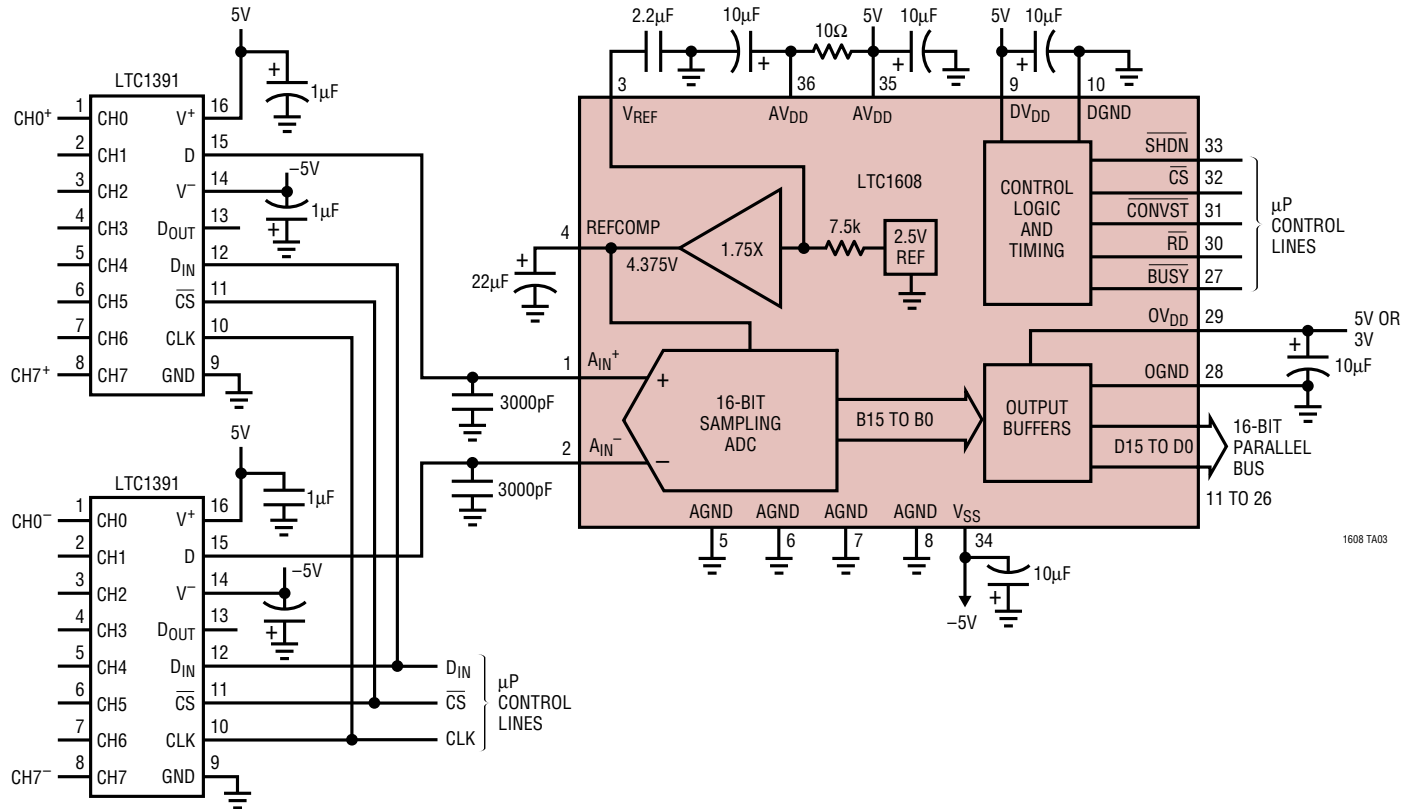 5V
1µF
LTC1391
CH0+ 1 CH0 V+ 16
2 CH1 D 15
3 CH2 V− 14 −5V
1µF
4 CH3 DOUT 13
5 CH4 DIN 12
6 CH5 CS 11
7 CH6 CLK 10
CH7+ 8 CH7 GND 9
5V
1µF
LTC1391
CH0− 1 CH0 V+ 16
2 CH1 D 15
3 CH2 V− 14 −5V
4 CH3 DOUT 13
5 CH4 DIN 12
6 CH5 CS 11
7 CH6 CLK 10
CH7− 8 CH7 GND 9
DIN
CS
CLK
µP
CONTROL
LINES
3000pF
3000pF
2.2µF 10µF 10Ω 5V 10µF 5V 10µF
3 36 35 9 10
VREF AVDD AVDD DVDD DGND
LTC1608
4 REFCOMP
4.375V
22µF
1.75X
7.5k
2.5V
REF
CONTROL
LOGIC
AND
TIMING
SHDN 33
CS 32
CONVST 31
RD 30
BUSY 27
µP
CONTROL
LINES
OVDD 29
5V OR
3V
10µF
OGND 28
1 AIN+
+
2 AIN−
−
16-BIT
SAMPLING
ADC
B15 TO B0
OUTPUT
BUFFERS
D15 TO D0
16-BIT
PARALLEL
BUS
11 TO 26
AGND AGND AGND AGND VSS
5 6 7 8 34
10µF
−5V
1608 TA03